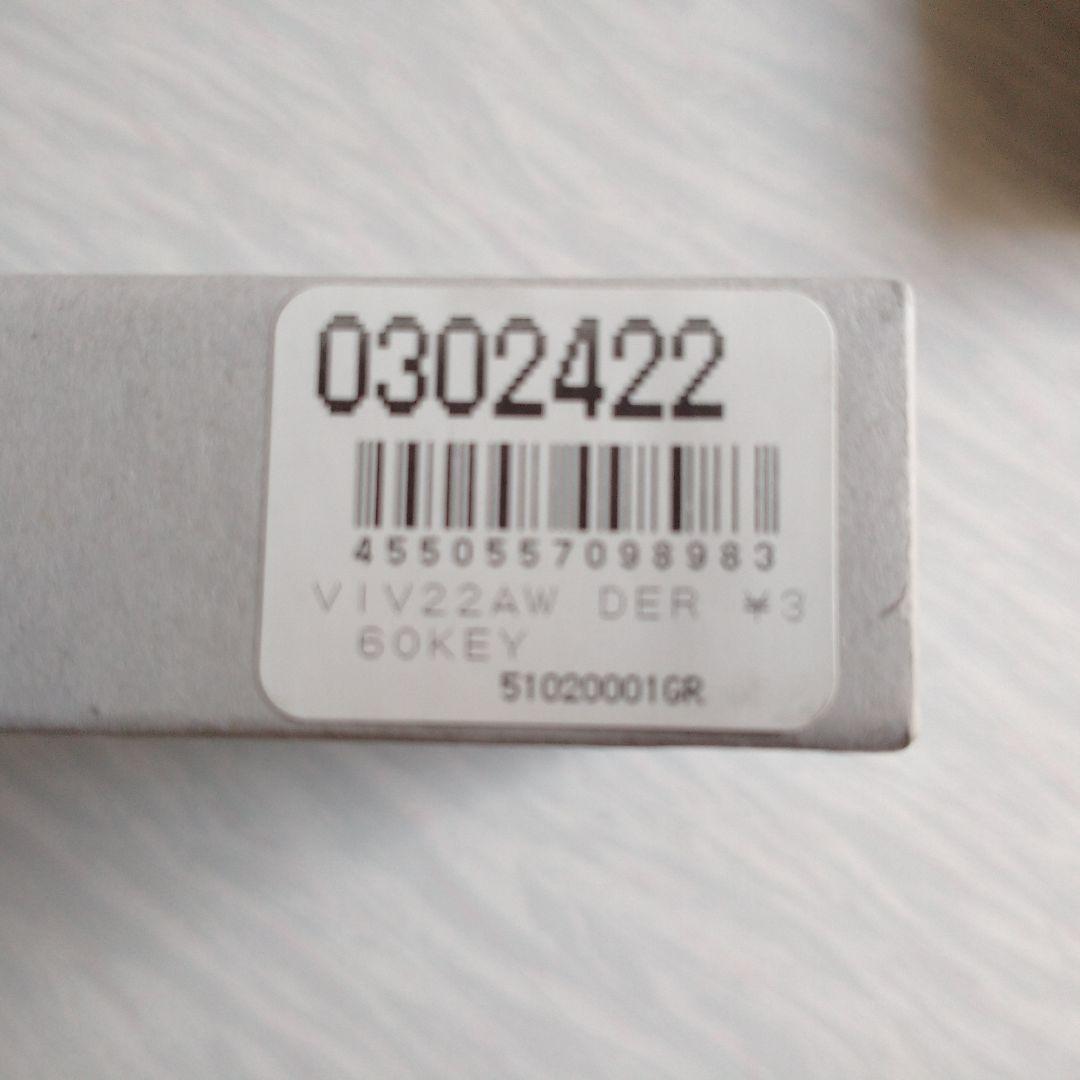 0302422
4550557098983
VIV22AW DER ¥3
60KEY
51020001GR